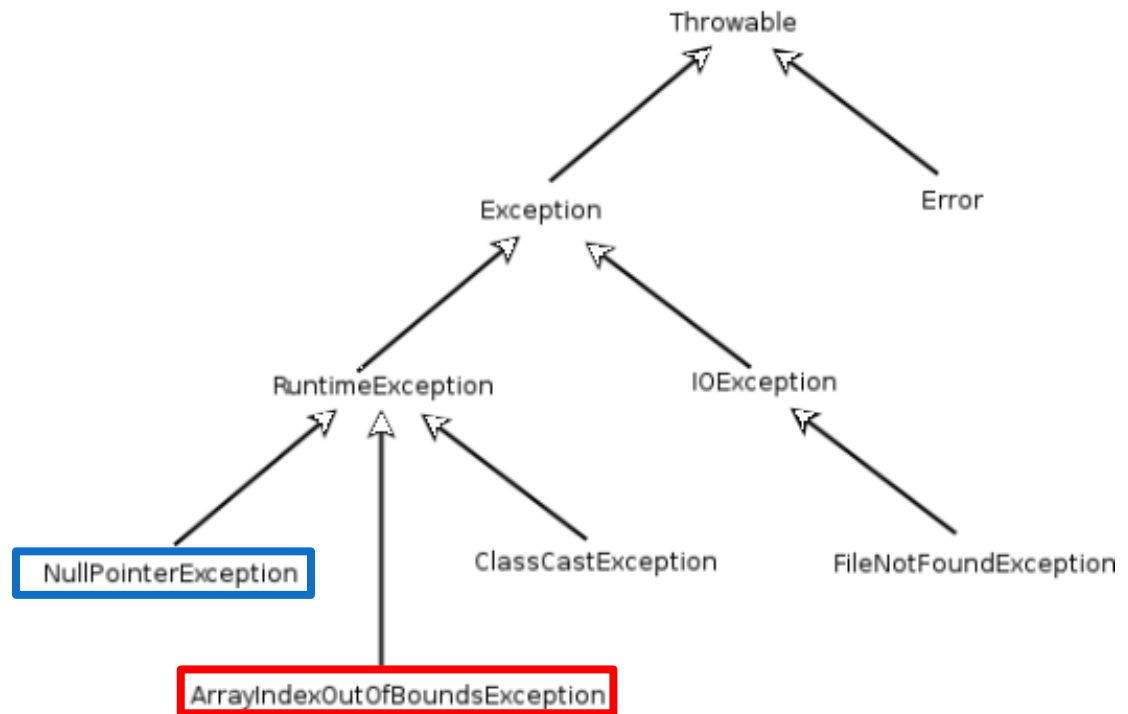 Throwable
Exception
Error
RuntimeException
IOException
NullPointerException
ClassCastException
FileNotFoundException
ArrayIndexOutOfBoundsException